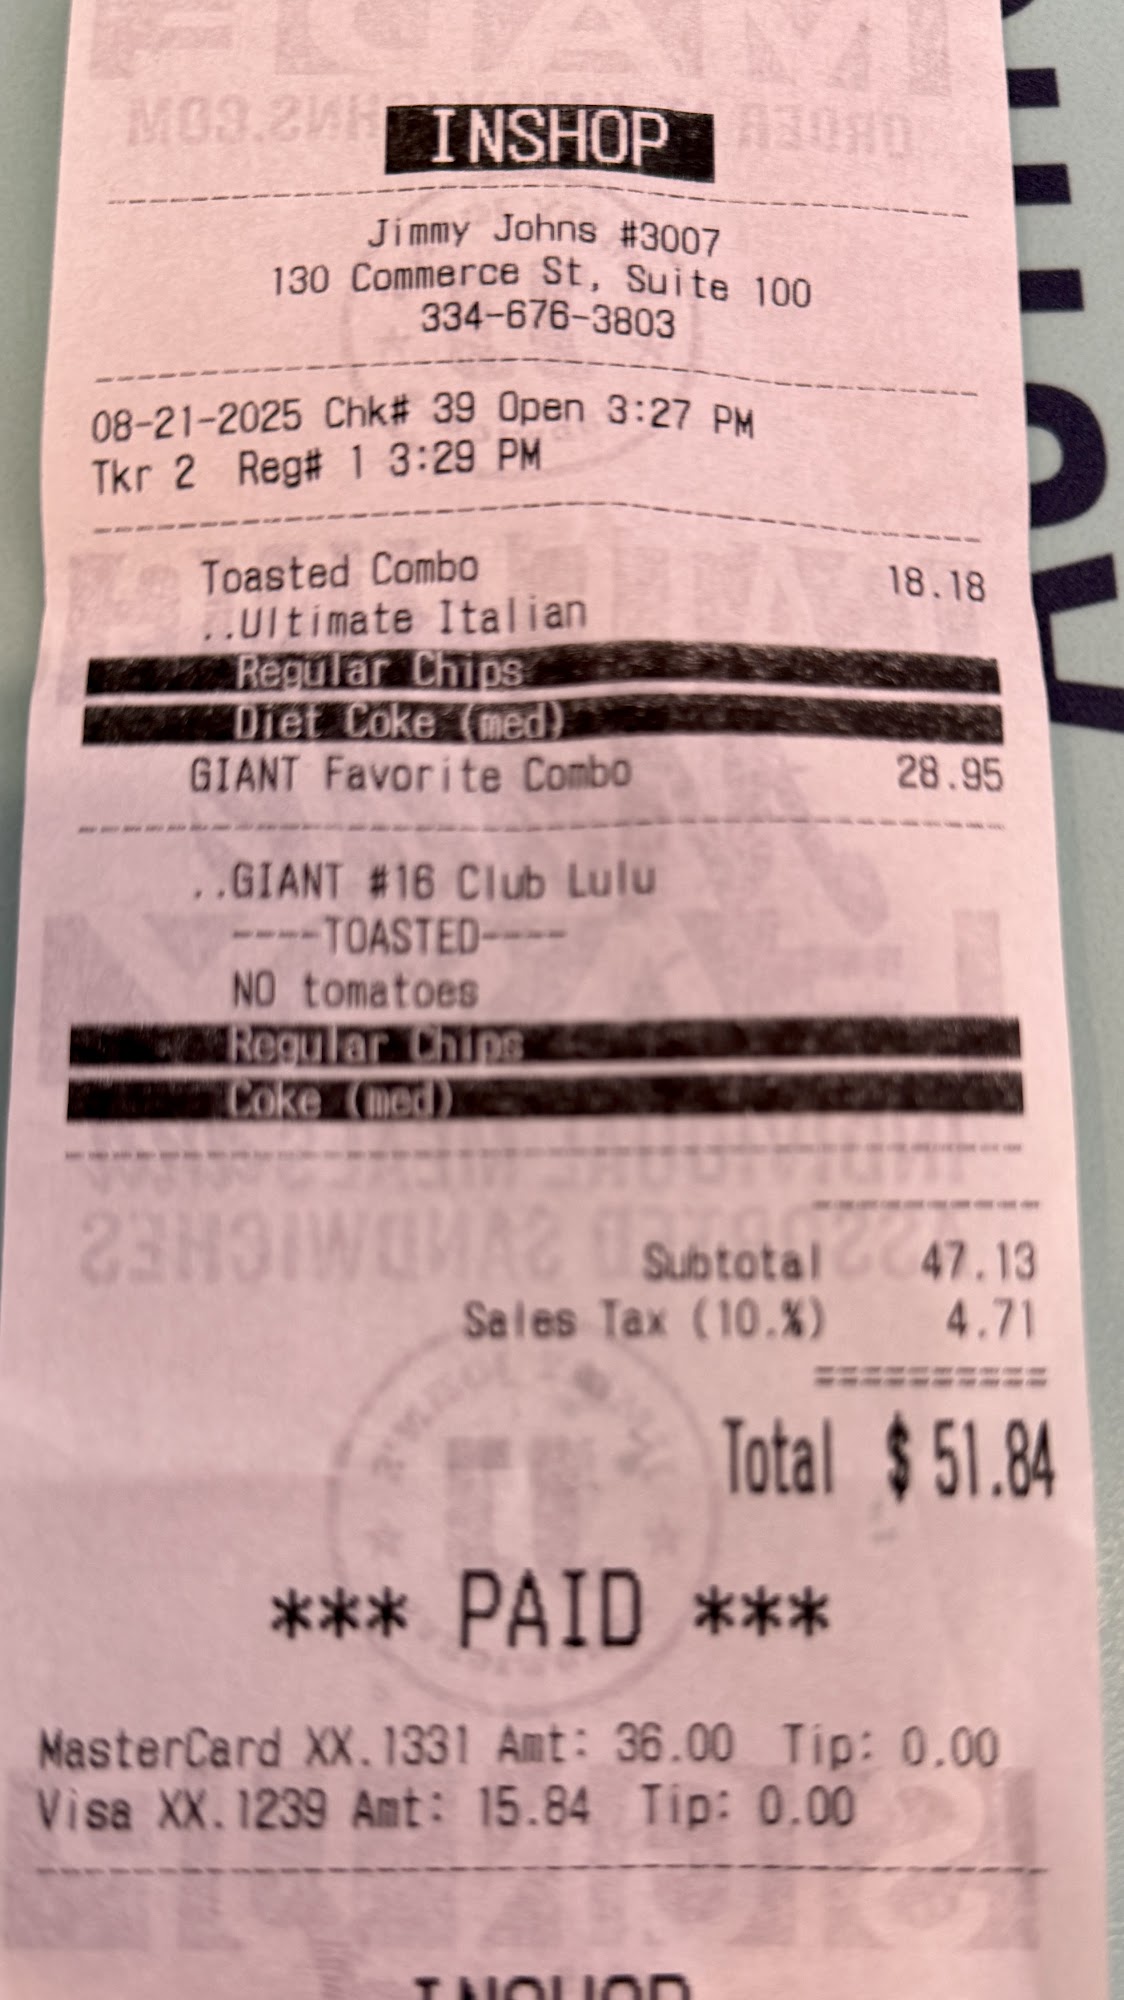 INSHOP
Jimmy Johns #3007
130 Commerce St, Suite 100
334-676-3803
08-21-2025 Chk# 39 Open 3:27 PM
Tkr 2 Reg# 1 3:29 PM
Toasted Combo 18.18
..Ultimate Italian
Regular Chips
Diet Coke (med)
GIANT Favorite Combo 28.95
..GIANT #16 Club Lulu
----TOASTED----
NO tomatoes
Regular Chips
Coke (med)
Subtotal 47.13
Sales Tax (10.%) 4.71
==========
Total $ 51.84
*** PAID ***
MasterCard XX.1331 Amt: 36.00 Tip: 0.00
Visa XX.1239 Amt: 15.84 Tip: 0.00
INSHOP